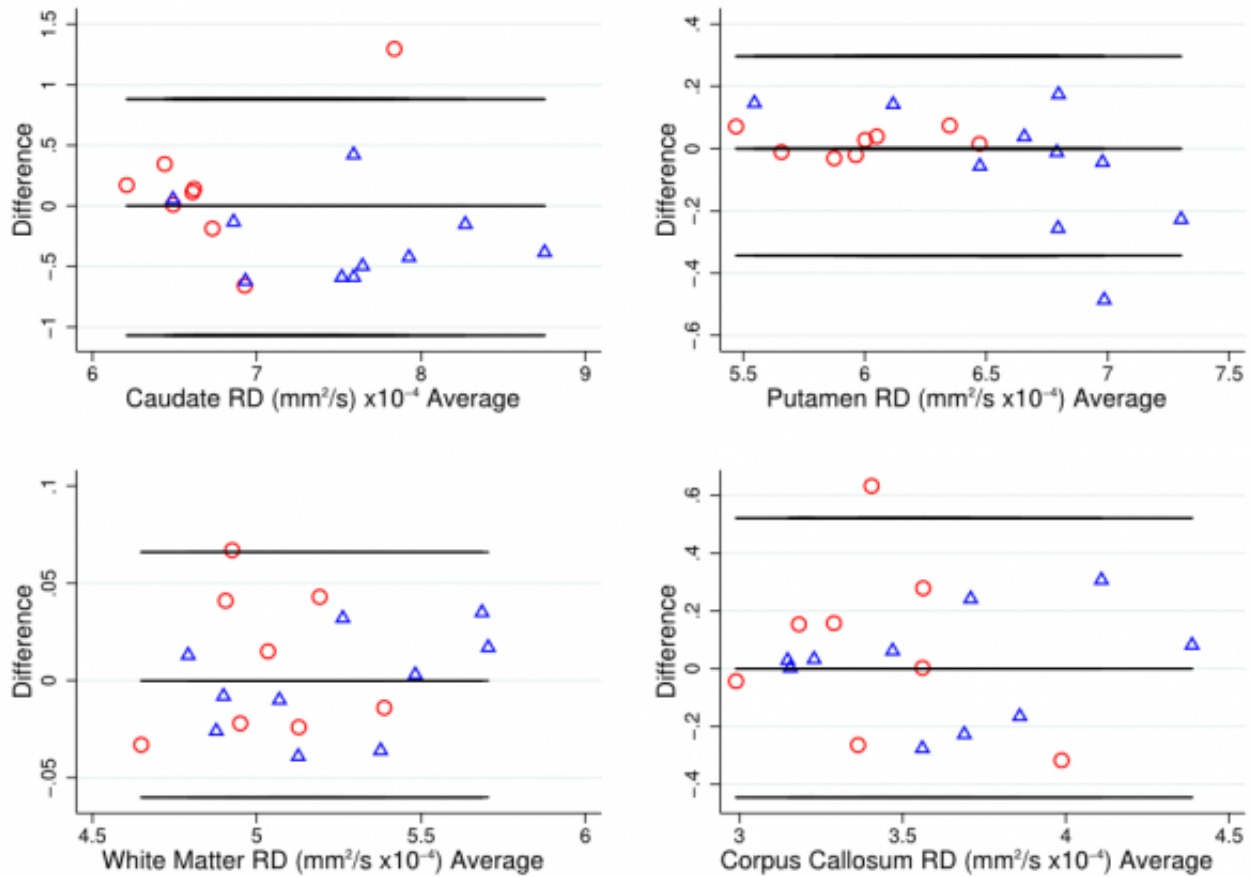 Difference
1.5
1
.5
0
-.5
-1
6 7 8 9
Caudate RD (mm²/s) x10⁻⁴ Average
Difference
.4
.2
0
-.2
-.4
-.6
5.5 6 6.5 7 7.5
Putamen RD (mm²/s x10⁻⁴) Average
Difference
.1
.05
0
-.05
4.5 5 5.5 6
White Matter RD (mm²/s x10⁻⁴) Average
Difference
.6
.4
.2
0
-.2
-.4
3 3.5 4 4.5
Corpus Callosum RD (mm²/s x10⁻⁴) Average